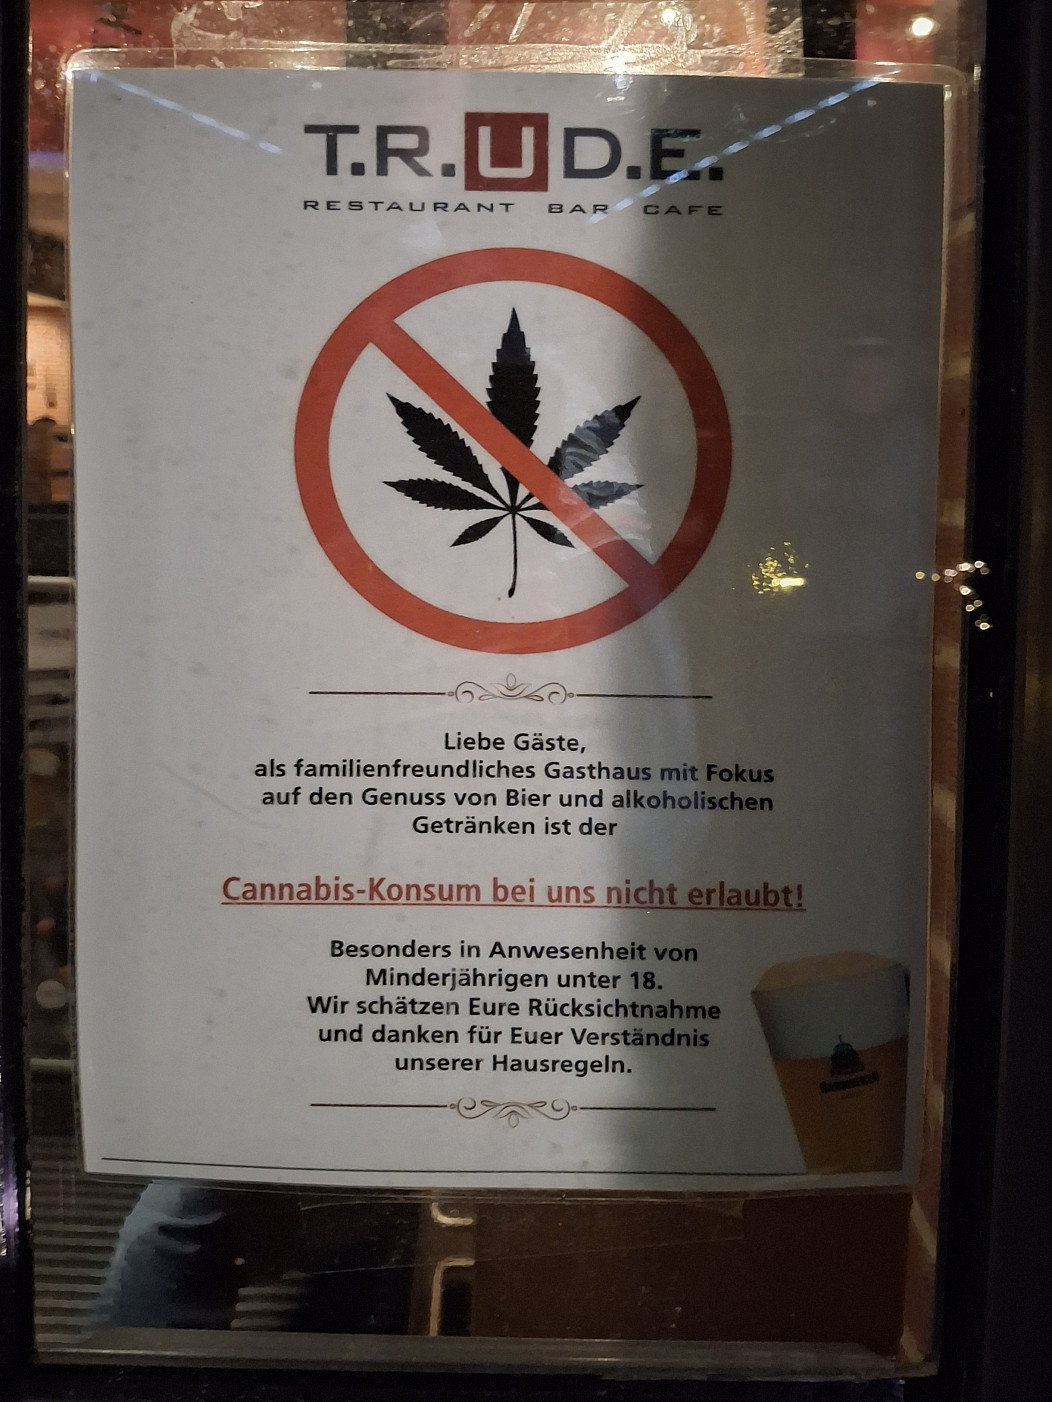 T.R.U.D.E.
RESTAURANT BAR CAFE
Liebe Gäste,
als familienfreundliches Gasthaus mit Fokus
auf den Genuss von Bier und alkoholischen
Getränken ist der
Cannabis-Konsum bei uns nicht erlaubt!
Besonders in Anwesenheit von
Minderjährigen unter 18.
Wir schätzen Eure Rücksichtnahme
und danken für Euer Verständnis
unserer Hausregeln.